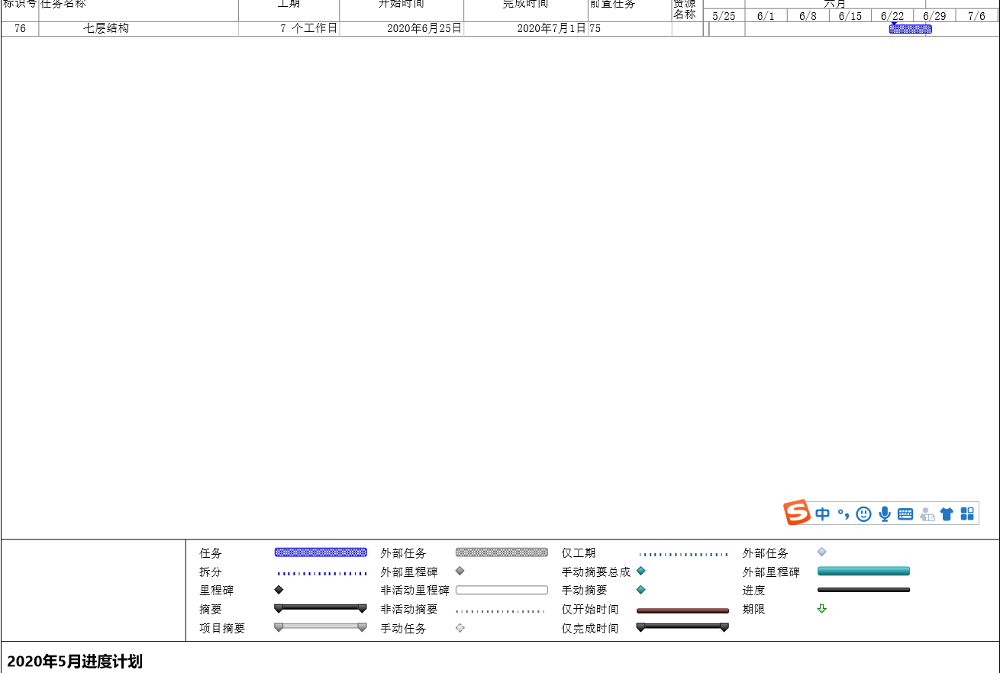 标识号 任务名称 工期 开始时间 完成时间 前置任务 资源名称 六月
5/25 6/1 6/8 6/15 6/22 6/29 7/6
76 七层结构 7 个工作日 2020年6月25日 2020年7月1日 75
中
任务 外部任务 仅工期 外部任务
拆分 外部里程碑 手动摘要总成 外部里程碑
里程碑 非活动里程碑 手动摘要 进度
摘要 非活动摘要 仅开始时间 期限
项目摘要 手动任务 仅完成时间
2020年5月进度计划